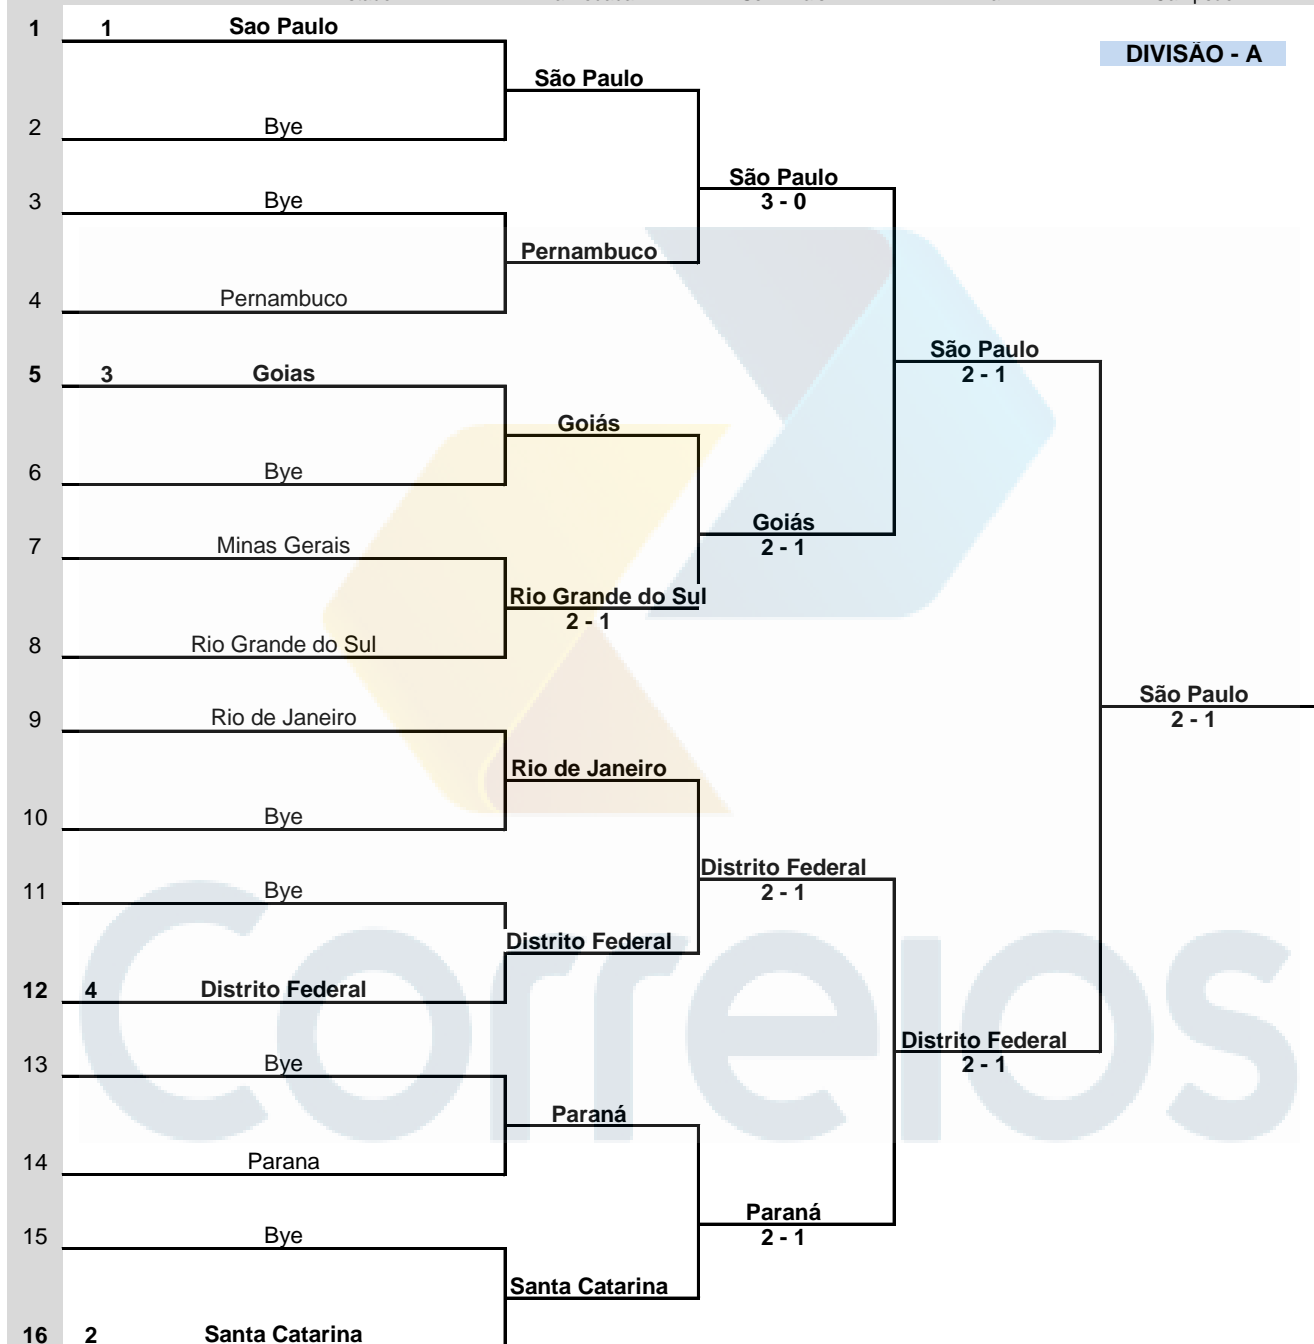 DIVISÃO - A
1 1 Sao Paulo
São Paulo
2 Bye
São Paulo
3 - 0
3 Bye
Pernambuco
4 Pernambuco
São Paulo
2 - 1
5 3 Goias
Goiás
6 Bye
Goiás
2 - 1
7 Minas Gerais
Rio Grande do Sul
2 - 1
8 Rio Grande do Sul
São Paulo
2 - 1
9 Rio de Janeiro
Rio de Janeiro
10 Bye
Distrito Federal
2 - 1
11 Bye
Distrito Federal
12 4 Distrito Federal
Distrito Federal
2 - 1
13 Bye
Paraná
14 Parana
Paraná
2 - 1
15 Bye
Santa Catarina
16 2 Santa Catarina
Correios